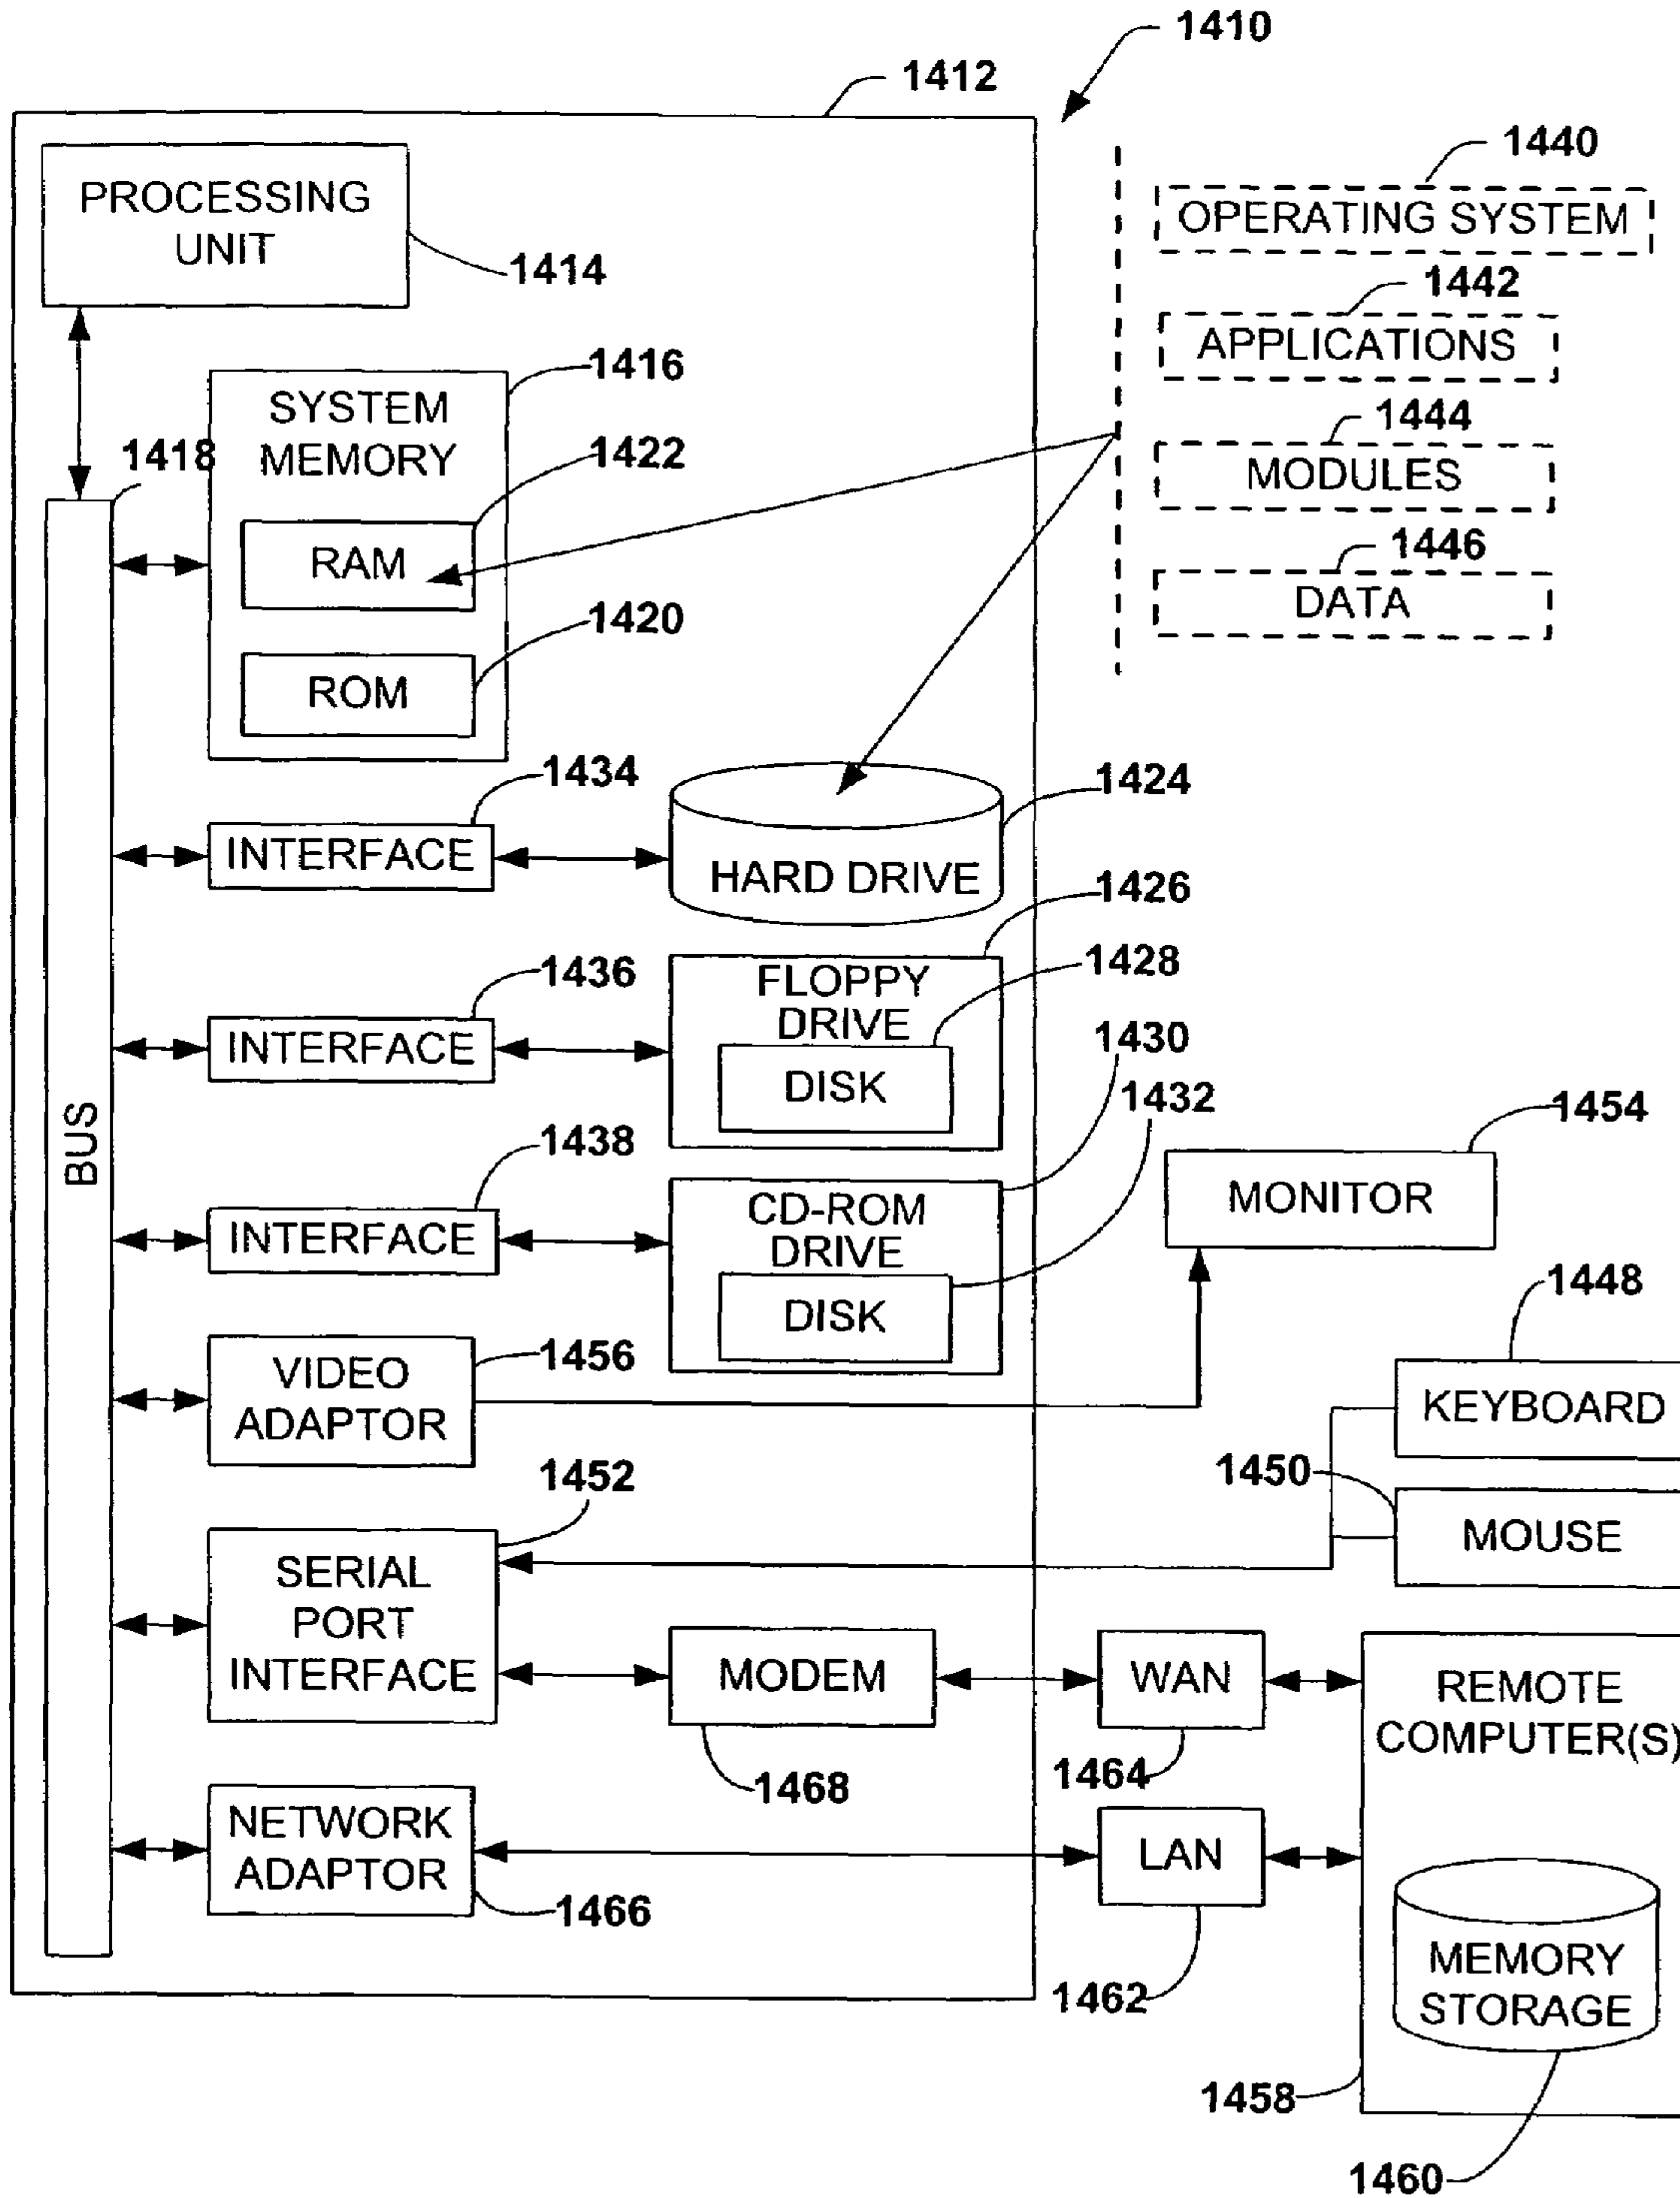 1410
1412
PROCESSING
UNIT
1414
1440
OPERATING SYSTEM
1442
APPLICATIONS
1444
MODULES
1446
DATA
1416
SYSTEM
MEMORY
1418
1422
RAM
1420
ROM
BUS
1434
INTERFACE
1424
HARD DRIVE
1426
1436
INTERFACE
FLOPPY
DRIVE
1428
DISK
1430
1432
1438
INTERFACE
CD-ROM
DRIVE
DISK
1454
MONITOR
1456
VIDEO
ADAPTOR
1448
KEYBOARD
1450
MOUSE
1452
SERIAL
PORT
INTERFACE
MODEM
1468
WAN
1464
REMOTE
COMPUTER(S)
NETWORK
ADAPTOR
1466
LAN
1462
MEMORY
STORAGE
1458
1460